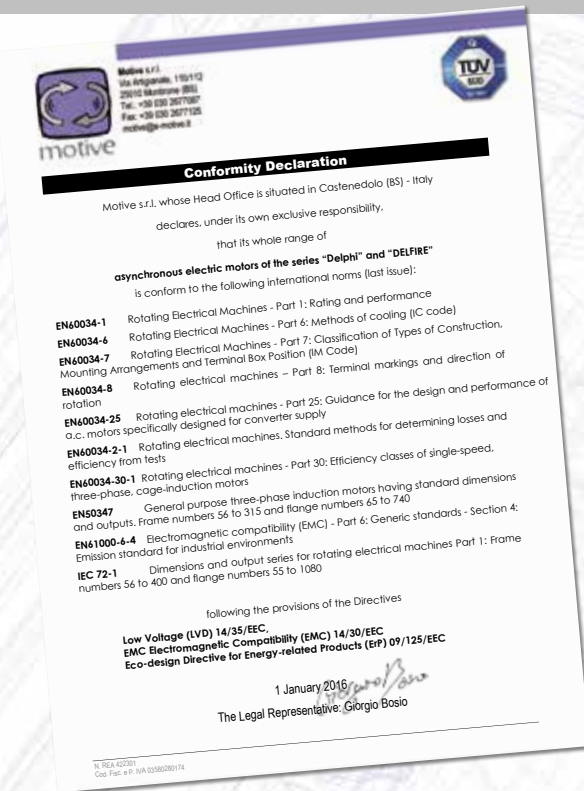 motive
Motive s.r.l.
Via Artigianale, 110/112
25010 Montirone (BS)
Tel.: +39 030 2677087
Fax: +39 030 2677125
motive@e-motive.it
TÜV
SÜD
Conformity Declaration
Motive s.r.l. whose Head Office is situated in Castenedolo (BS) - Italy
declares, under its own exclusive responsibility,
that its whole range of
asynchronous electric motors of the series “Delphi” and “DELFIRE”
is conform to the following international norms (last issue):
EN60034-1 Rotating Electrical Machines - Part 1: Rating and performance
EN60034-6 Rotating Electrical Machines - Part 6: Methods of cooling (IC code)
EN60034-7 Rotating Electrical Machines - Part 7: Classification of Types of Construction,
Mounting Arrangements and Terminal Box Position (IM Code)
EN60034-8 Rotating electrical machines – Part 8: Terminal markings and direction of
rotation
EN60034-25 Rotating electrical machines - Part 25: Guidance for the design and performance of
a.c. motors specifically designed for converter supply
EN60034-2-1 Rotating electrical machines. Standard methods for determining losses and
efficiency from tests
EN60034-30-1 Rotating electrical machines - Part 30: Efficiency classes of single-speed,
three-phase, cage-induction motors
EN50347 General purpose three-phase induction motors having standard dimensions
and outputs. Frame numbers 56 to 315 and flange numbers 65 to 740
EN61000-6-4 Electromagnetic compatibility (EMC) - Part 6: Generic standards - Section 4:
Emission standard for industrial environments
IEC 72-1 Dimensions and output series for rotating electrical machines Part 1: Frame
numbers 56 to 400 and flange numbers 55 to 1080
following the provisions of the Directives
Low Voltage (LVD) 14/35/EEC,
EMC Electromagnetic Compatibility (EMC) 14/30/EEC
Eco-design Directive for Energy-related Products (ErP) 09/125/EEC
1 January 2016
The Legal Representative: Giorgio Bosio
N. REA 422301
Cod. Fisc. e P. IVA 03580280174